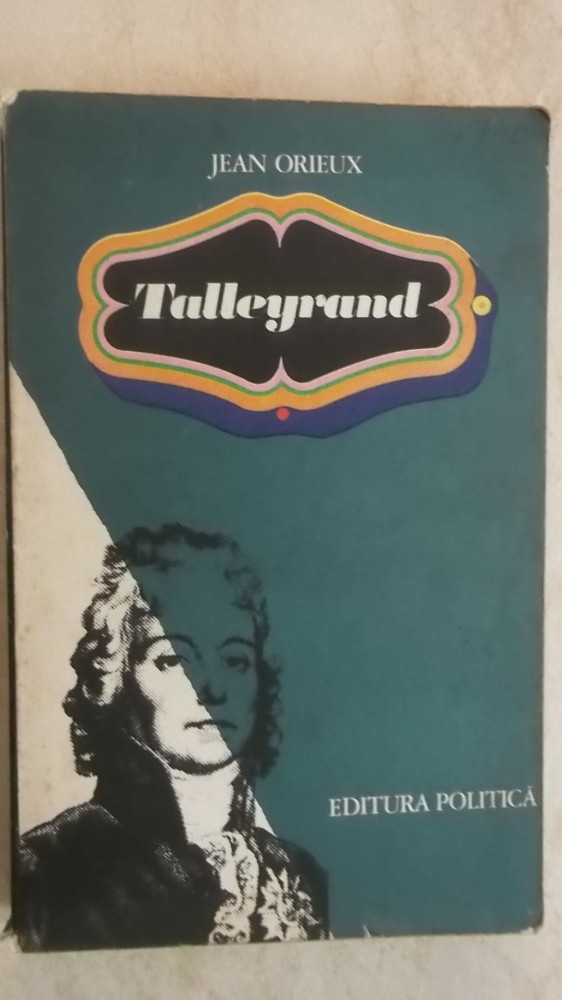 JEAN ORIEUX
Talleyrand
EDITURA POLITICĂ